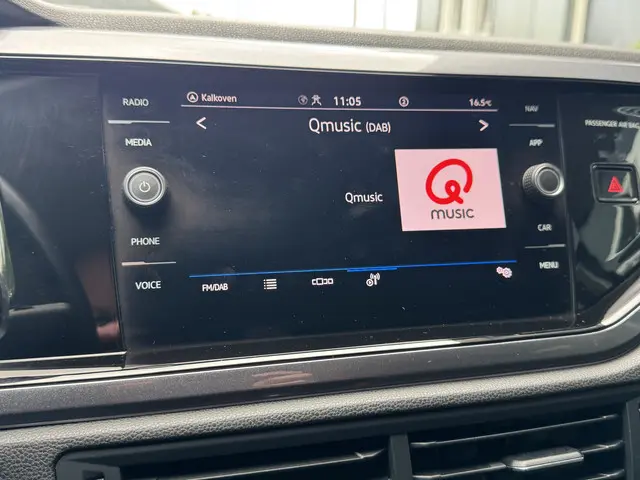 RADIO
MEDIA
PHONE
VOICE
Kalkoven
11:05
2
16.5°C
Qmusic (DAB)
Qmusic
Q
MUSIC
FM/DAB
NAV
APP
CAR
MENU
PASSENGER AIR BAG